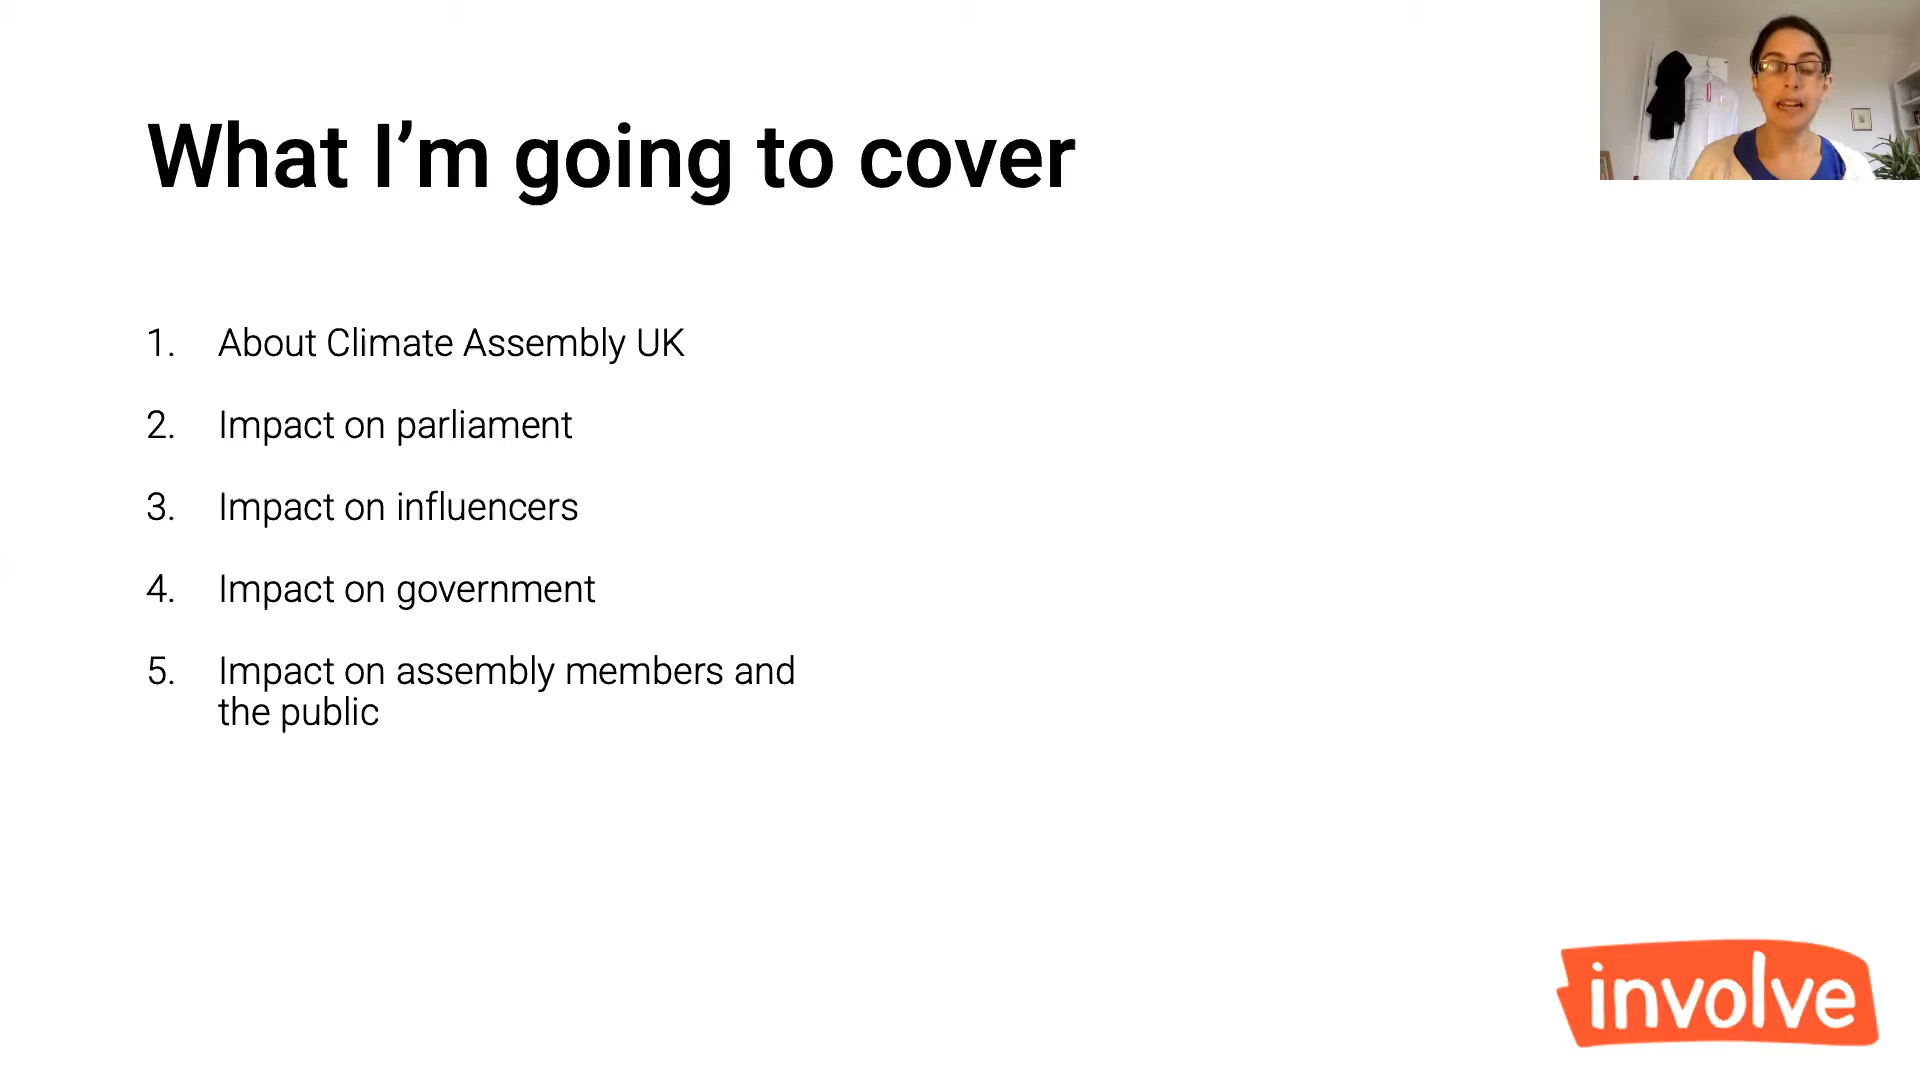 What I’m going to cover
1. About Climate Assembly UK
2. Impact on parliament
3. Impact on influencers
4. Impact on government
5. Impact on assembly members and
the public
involve